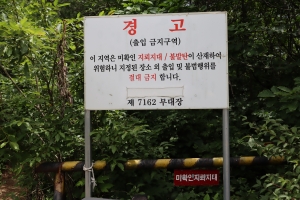 경 고
(출입 금지구역)
이 지역은 미확인 지뢰지대 / 불발탄이 산재하여
위험하니 지정된 장소 외 출입 및 불법행위를
절대 금지 합니다.
제 7162 부대장
미확인지뢰지대